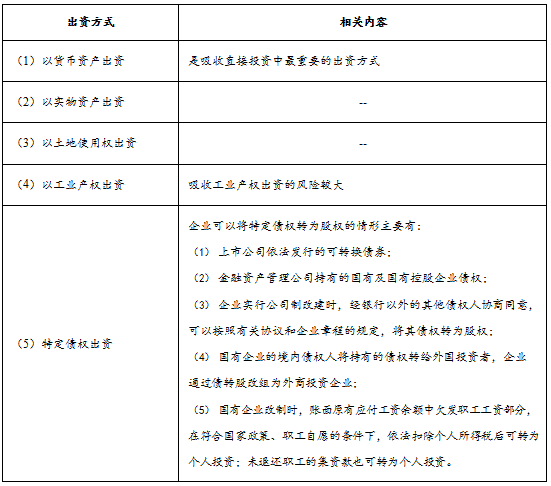 出资方式 相关内容
（1）以货币资产出资 是吸收直接投资中最重要的出资方式
（2）以实物资产出资 --
（3）以土地使用权出资 --
（4）以工业产权出资 吸收工业产权出资的风险较大
（5）特定债权出资
企业可以将特定债权转为股权的情形主要有：
（1） 上市公司依法发行的可转换债券；
（2） 金融资产管理公司持有的国有及国有控股企业债权；
（3） 企业实行公司制改建时，经银行以外的其他债权人协商同意，
可以按照有关协议和企业章程的规定，将其债权转为股权；
（4） 国有企业的境内债权人将持有的债权转给外国投资者，企业
通过债转股改组为外商投资企业；
（5） 国有企业改制时，账面原有应付工资余额中欠发职工工资部分，
在符合国家政策、职工自愿的条件下，依法扣除个人所得税后可转为
个人投资；未退还职工的集资款也可转为个人投资。